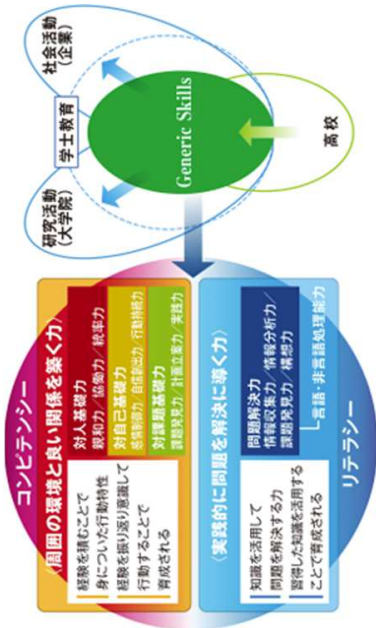 コンピテンシー
〈周囲の環境と良い関係を築く力〉
経験を積むことで
身についた行動特性
経験を振り返り意識して
行動することで
育成される
対人基礎力
親和力/協働力/統率力
対自己基礎力
感情制御力/自信創出力/行動持続力
対課題基礎力
課題発見力/計画立案力/実践力
〈実践的に問題を解決に導く力〉
知識を活用して
問題を解決する力
習得した知識を活用する
ことで育成される
問題解決力
情報収集力/情報分析力/
課題発見力/構想力
言語・非言語処理能力
リテラシー
研究活動
(大学院)
学士教育
社会活動
(企業)
Generic Skills
高校